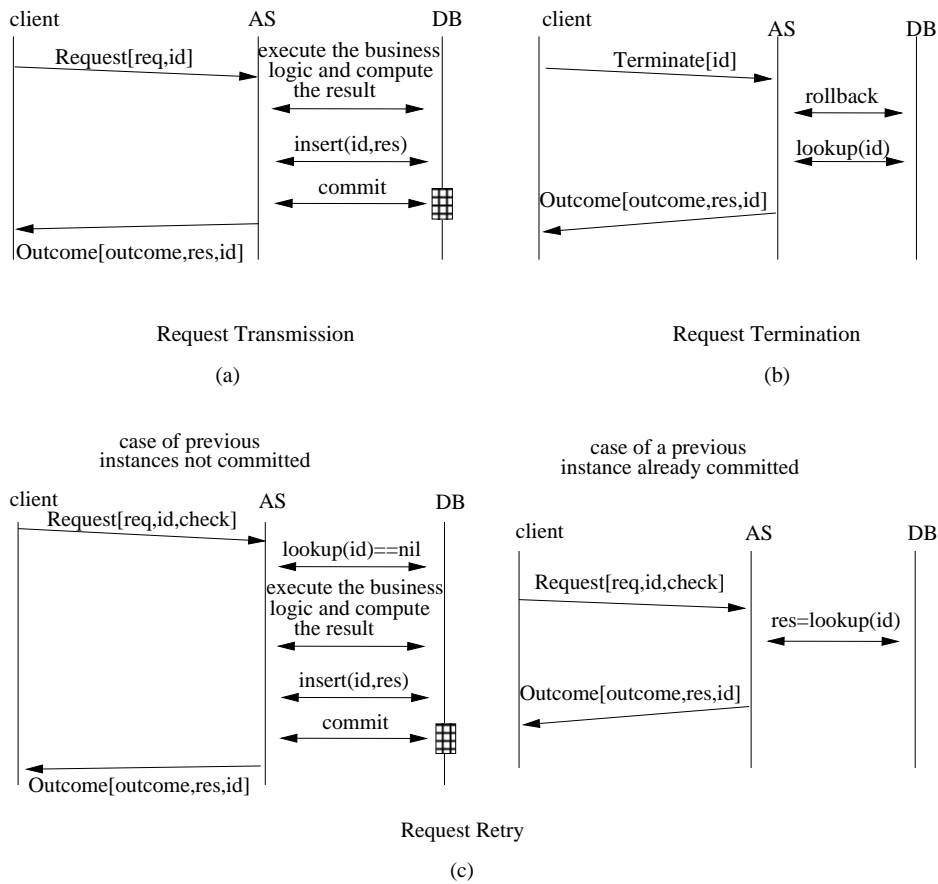 client
AS
DB
Request[req,id]
execute the business
logic and compute
the result
insert(id,res)
commit
Outcome[outcome,res,id]
Request Transmission
(a)
client
AS
DB
Terminate[id]
rollback
lookup(id)
Outcome[outcome,res,id]
Request Termination
(b)
case of previous
instances not committed
client
AS
DB
Request[req,id,check]
lookup(id)==nil
execute the business
logic and compute
the result
insert(id,res)
commit
Outcome[outcome,res,id]
case of a previous
instance already committed
client
AS
DB
Request[req,id,check]
res=lookup(id)
Outcome[outcome,res,id]
Request Retry
(c)